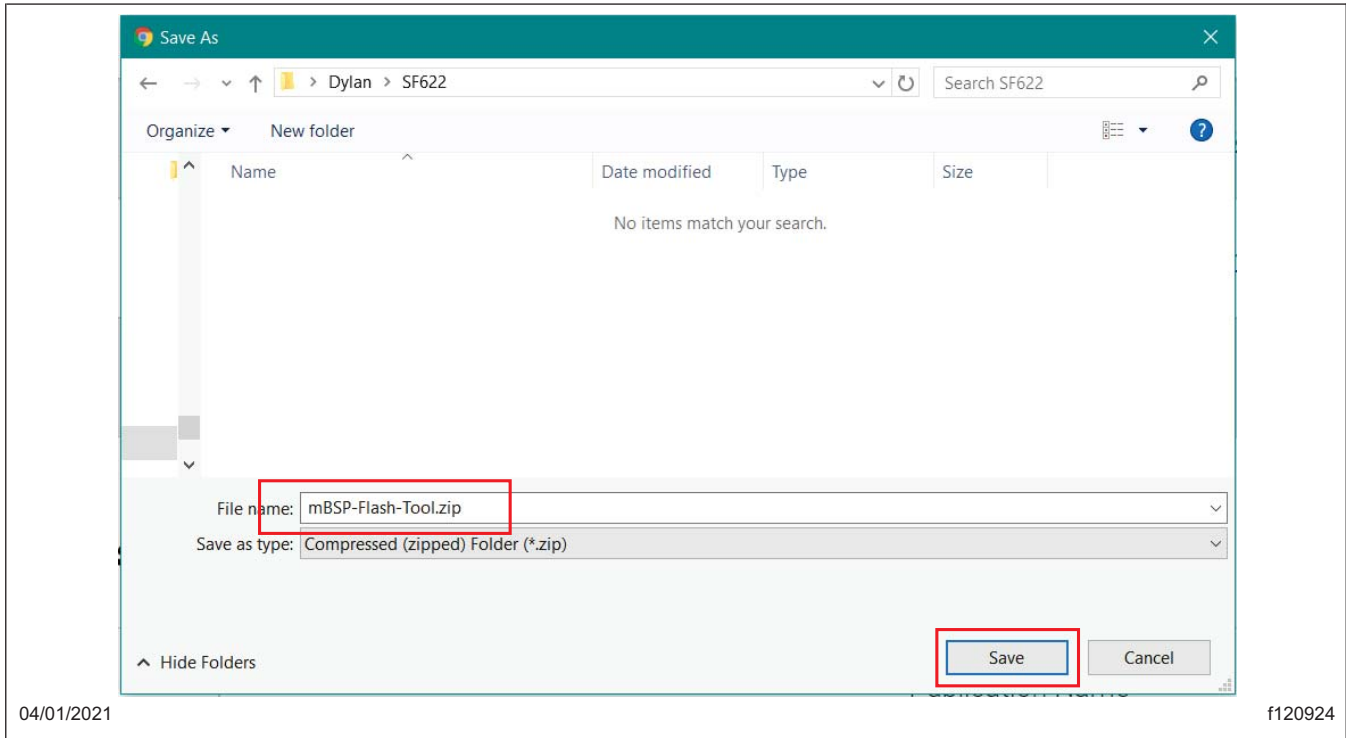 Save As
Dylan > SF622
Search SF622
Organize
New folder
Name
Date modified
Type
Size
No items match your search.
File name: mBSP-Flash-Tool.zip
Save as type: Compressed (zipped) Folder (*.zip)
Hide Folders
Save
Cancel
04/01/2021
f120924